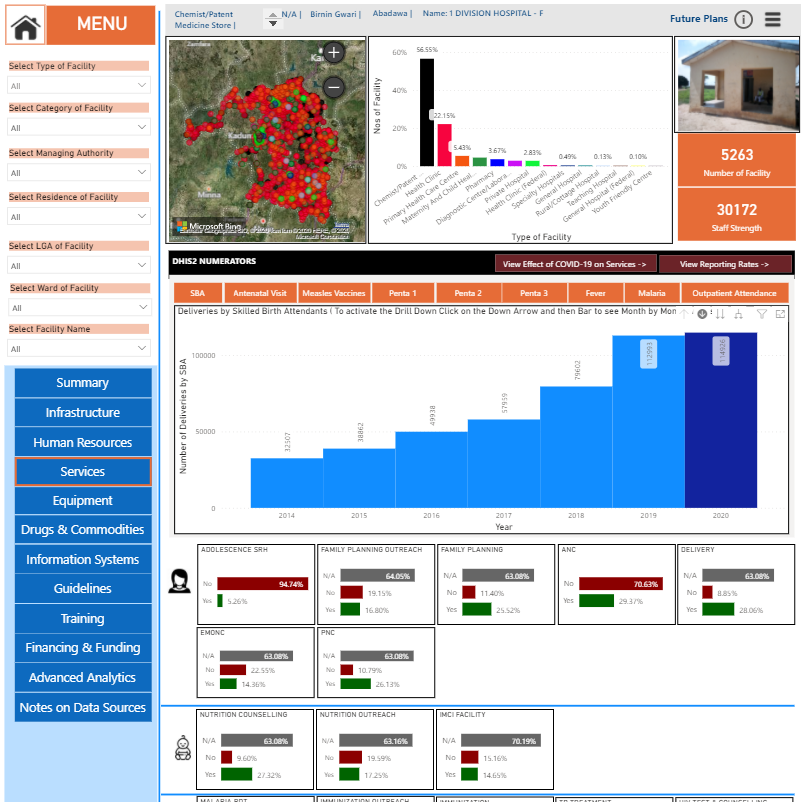 MENU
Chemist/Patent
Medicine Store |
N/A |
Birnin Gwari |
Abadawa |
Name: 1 DIVISION HOSPITAL - F
Future Plans
Select Type of Facility
All
Select Category of Facility
All
Select Managing Authority
All
Select Residence of Facility
All
Select LGA of Facility
All
Select Ward of Facility
All
Select Facility Name
All
Summary
Infrastructure
Human Resources
Services
Equipment
Drugs & Commodities
Information Systems
Guidelines
Training
Financing & Funding
Advanced Analytics
Notes on Data Sources
Zamfara
Kaduna
Minna
Microsoft Bing
Microsoft Corporation
Nos of Facility
60%
40%
20%
0%
56.55%
22.15%
5.43%
3.67%
2.83%
0.49%
0.13%
0.10%
Chemist/Patent
Health Clinic
Primary Health Care Centre
Maternity And Child Heal...
Pharmacy
Diagnostic Centre/Labora...
Private Hospital
Health Clinic (Federal)
Specialty Hospitals
General Hospital
Rural/Cottage Hospital
Teaching Hospital
General Hospital (Federal)
Youth Friendly Centre
Type of Facility
5263
Number of Facility
30172
Staff Strength
DHIS2 NUMERATORS
View Effect of COVID-19 on Services ->
View Reporting Rates ->
SBA
Antenatal Visit
Measles Vaccines
Penta 1
Penta 2
Penta 3
Fever
Malaria
Outpatient Attendance
Deliveries by Skilled Birth Attendants ( To activate the Drill Down Click on the Down Arrow and then Bar to see Month by Mon
Number of Deliveries by SBA
100000
50000
0
32507
38862
49938
57959
79602
112993
114926
2014
2015
2016
2017
2018
2019
2020
Year
ADOLESCENCE SRH
No 94.74%
Yes 5.26%
FAMILY PLANNING OUTREACH
N/A 64.05%
No 19.15%
Yes 16.80%
FAMILY PLANNING
N/A 63.08%
No 11.40%
Yes 25.52%
ANC
No 70.63%
Yes 29.37%
DELIVERY
N/A 63.08%
No 8.85%
Yes 28.06%
EMONC
N/A 63.08%
No 22.55%
Yes 14.36%
PNC
N/A 63.08%
No 10.79%
Yes 26.13%
NUTRITION COUNSELLING
N/A 63.08%
No 9.60%
Yes 27.32%
NUTRITION OUTREACH
N/A 63.16%
No 19.59%
Yes 17.25%
IMCI FACILITY
N/A 70.19%
No 15.16%
Yes 14.65%
MALARIA RDT
IMMUNIZATION OUTREACH
IMMUNIZATION
TB TREATMENT
HIV TEST & COUNSELLING